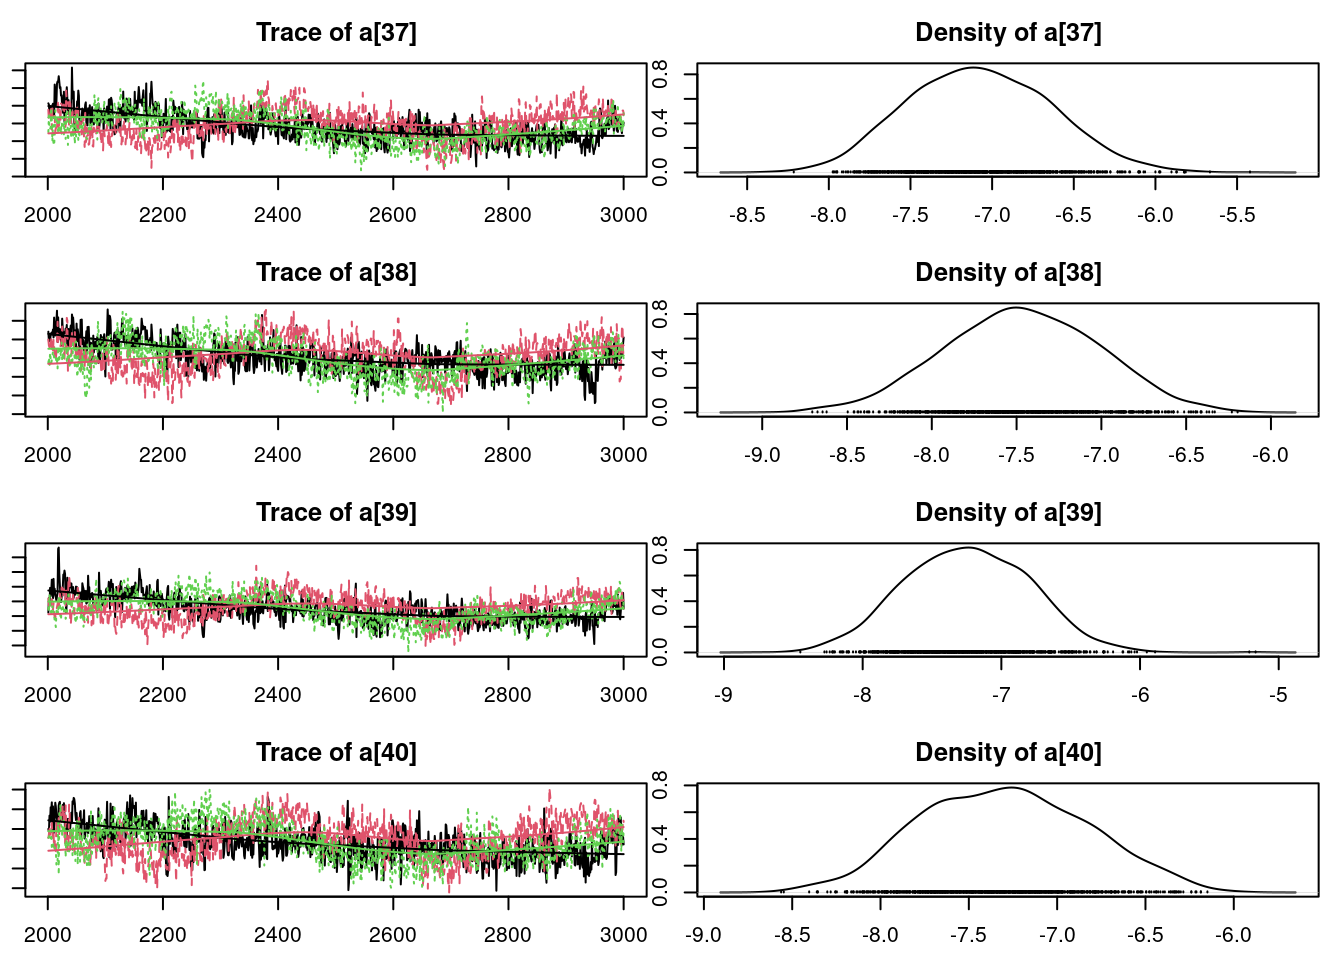 Trace of a[37]
Density of a[37]
0.0 0.4 0.8
2000 2200 2400 2600 2800 3000
-8.5 -8.0 -7.5 -7.0 -6.5 -6.0 -5.5
Trace of a[38]
Density of a[38]
0.0 0.4 0.8
2000 2200 2400 2600 2800 3000
-9.0 -8.5 -8.0 -7.5 -7.0 -6.5 -6.0
Trace of a[39]
Density of a[39]
0.0 0.4 0.8
2000 2200 2400 2600 2800 3000
-9 -8 -7 -6 -5
Trace of a[40]
Density of a[40]
0.0 0.4 0.8
2000 2200 2400 2600 2800 3000
-9.0 -8.5 -8.0 -7.5 -7.0 -6.5 -6.0